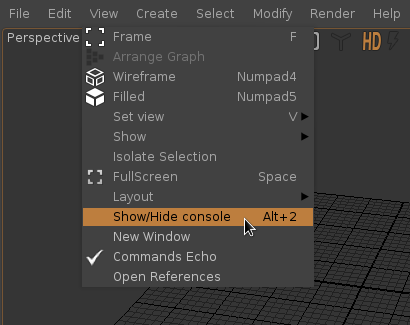 File Edit View Create Select Modify Render Help
Perspective
HD
Frame F
Arrange Graph
Wireframe Numpad4
Filled Numpad5
Set view V
Show
Isolate Selection
FullScreen Space
Layout
Show/Hide console Alt+2
New Window
Commands Echo
Open References